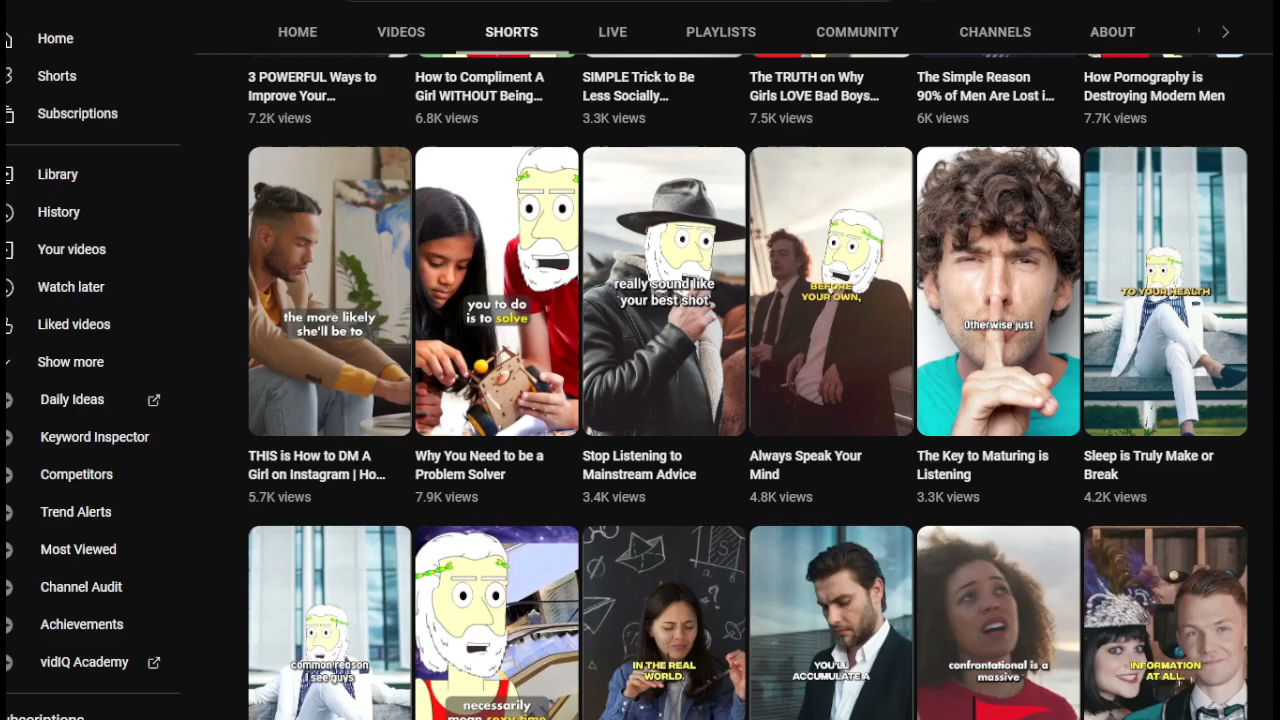 HOME
VIDEOS
SHORTS
LIVE
PLAYLISTS
COMMUNITY
CHANNELS
ABOUT
Home
Shorts
Subscriptions
Library
History
Your videos
Watch later
Liked videos
Show more
Daily Ideas
Keyword Inspector
Competitors
Trend Alerts
Most Viewed
Channel Audit
Achievements
vidIQ Academy
ubscriptions
3 POWERFUL Ways to
Improve Your...
7.2K views
How to Compliment A
Girl WITHOUT Being...
6.8K views
SIMPLE Trick to Be
Less Socially...
3.3K views
The TRUTH on Why
Girls LOVE Bad Boys...
7.5K views
The Simple Reason
90% of Men Are Lost i...
6K views
How Pornography is
Destroying Modern Men
7.7K views
the more likely
she'll be to
THIS is How to DM A
Girl on Instagram | Ho...
5.7K views
you to do
is to solve
Why You Need to be a
Problem Solver
7.9K views
really sound like
your best shot
Stop Listening to
Mainstream Advice
3.4K views
BEFORE
YOUR OWN,
Always Speak Your
Mind
4.8K views
Otherwise just
The Key to Maturing is
Listening
3.3K views
TO YOUR HEALTH
Sleep is Truly Make or
Break
4.2K views
common reason
I see guys
necessarily
mean sexy time
IN THE REAL
WORLD.
YOU'LL
ACCUMULATE A
confrontational is a
massive
INFORMATION
AT ALL.